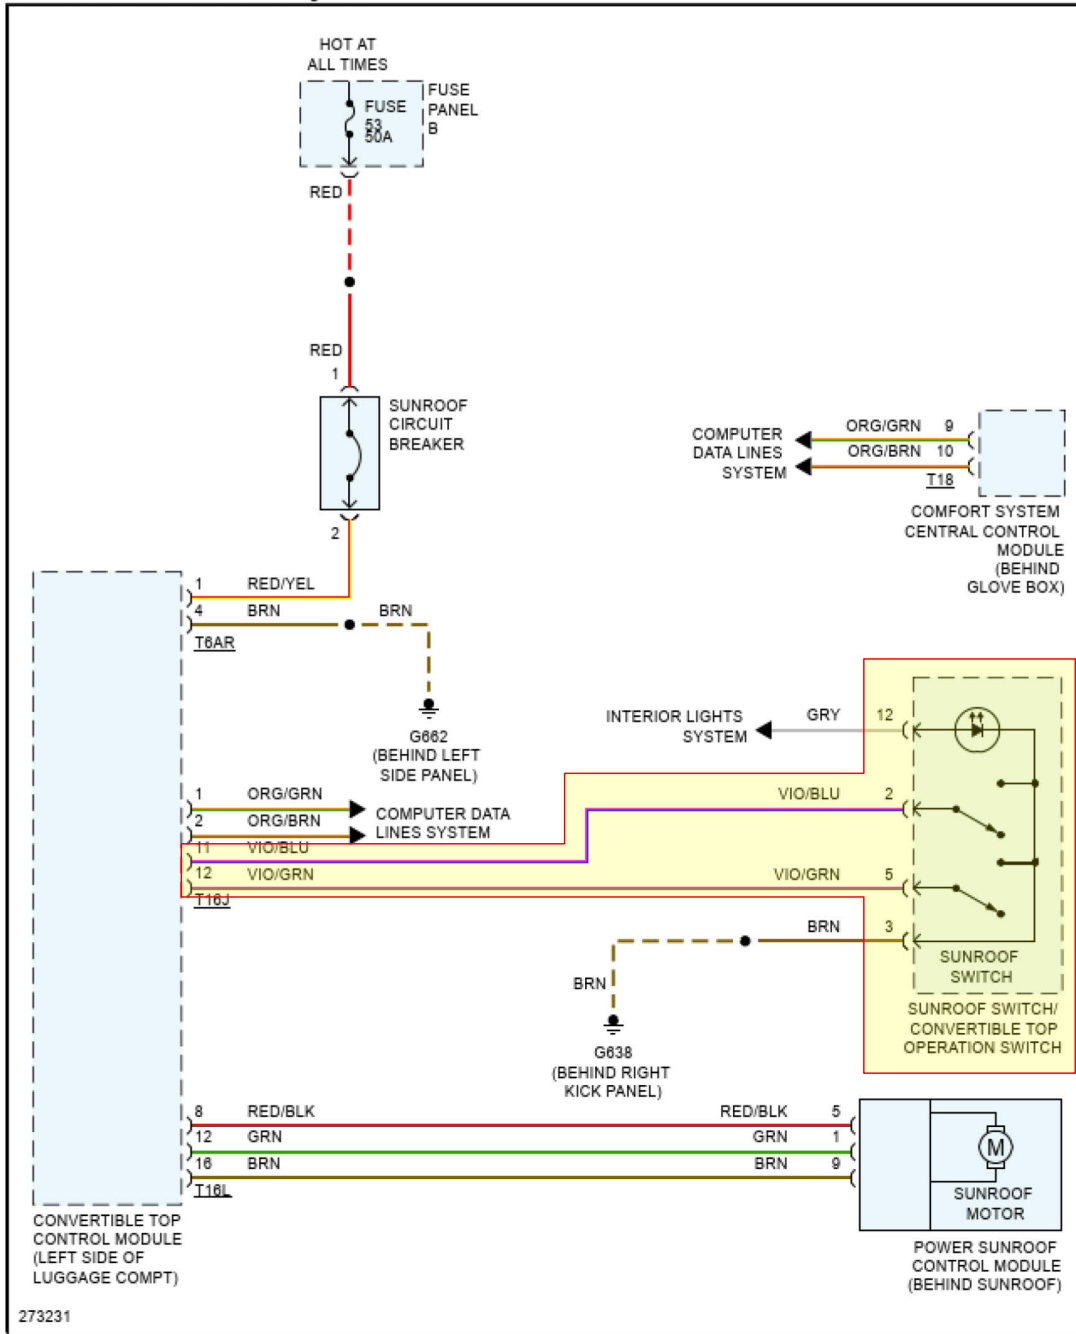 HOT AT
ALL TIMES
FUSE
53
50A
FUSE
PANEL
B
RED
RED
1
SUNROOF
CIRCUIT
BREAKER
2
COMPUTER
DATA LINES
SYSTEM
ORG/GRN 9
ORG/BRN 10
T18
COMFORT SYSTEM
CENTRAL CONTROL
MODULE
(BEHIND
GLOVE BOX)
1 RED/YEL
4 BRN BRN
T6AR
G662
(BEHIND LEFT
SIDE PANEL)
INTERIOR LIGHTS
SYSTEM
GRY 12
1 ORG/GRN
2 ORG/BRN
COMPUTER DATA
LINES SYSTEM
11 VIO/BLU VIO/BLU 2
12 VIO/GRN VIO/GRN 5
T16J
BRN 3
BRN
G638
(BEHIND RIGHT
KICK PANEL)
SUNROOF
SWITCH
SUNROOF SWITCH/
CONVERTIBLE TOP
OPERATION SWITCH
8 RED/BLK RED/BLK 5
12 GRN GRN 1
16 BRN BRN 9
T16L
M
SUNROOF
MOTOR
CONVERTIBLE TOP
CONTROL MODULE
(LEFT SIDE OF
LUGGAGE COMPT)
POWER SUNROOF
CONTROL MODULE
(BEHIND SUNROOF)
273231